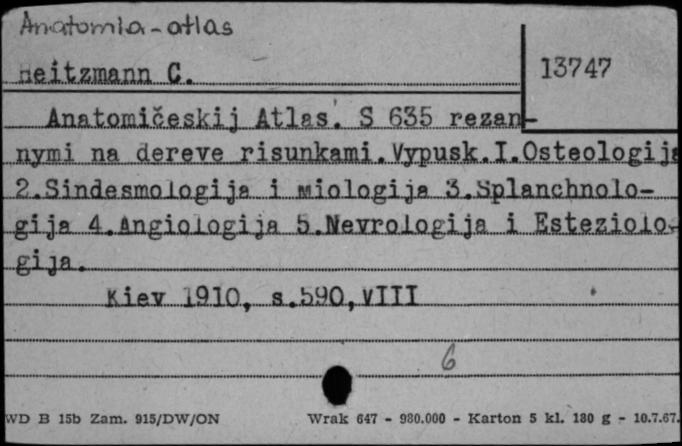 Anatomia-atlas
Heitzmann C.
13747
Anatomičeskij Atlas. S 635 rezan-
nymi na dereve risunkami.Vypusk.I.Osteologija
2.Sindesmologija i miologija 3.Splanchnolo-
gija 4.Angiologija 5.Nevrologija i Esteziolo-
gija.
Kiev 1910, s.590,VIII
6
WD B 15b Zam. 915/DW/ON Wrak 647 - 980.000 - Karton 5 kl. 180 g - 10.7.67.